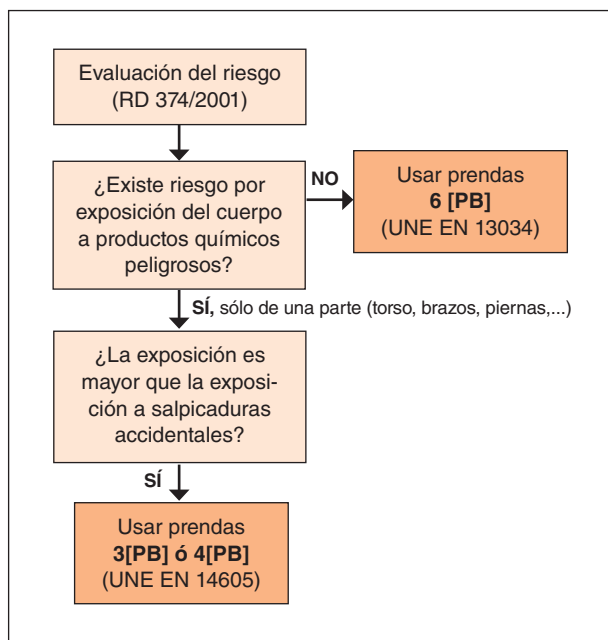 Evaluación del riesgo
(RD 374/2001)
¿Existe riesgo por
exposición del cuerpo
a productos químicos
peligrosos?
NO
Usar prendas
6 [PB]
(UNE EN 13034)
SÍ, sólo de una parte (torso, brazos, piernas,...)
¿La exposición es
mayor que la exposi-
ción a salpicaduras
accidentales?
SÍ
Usar prendas
3[PB] ó 4[PB]
(UNE EN 14605)